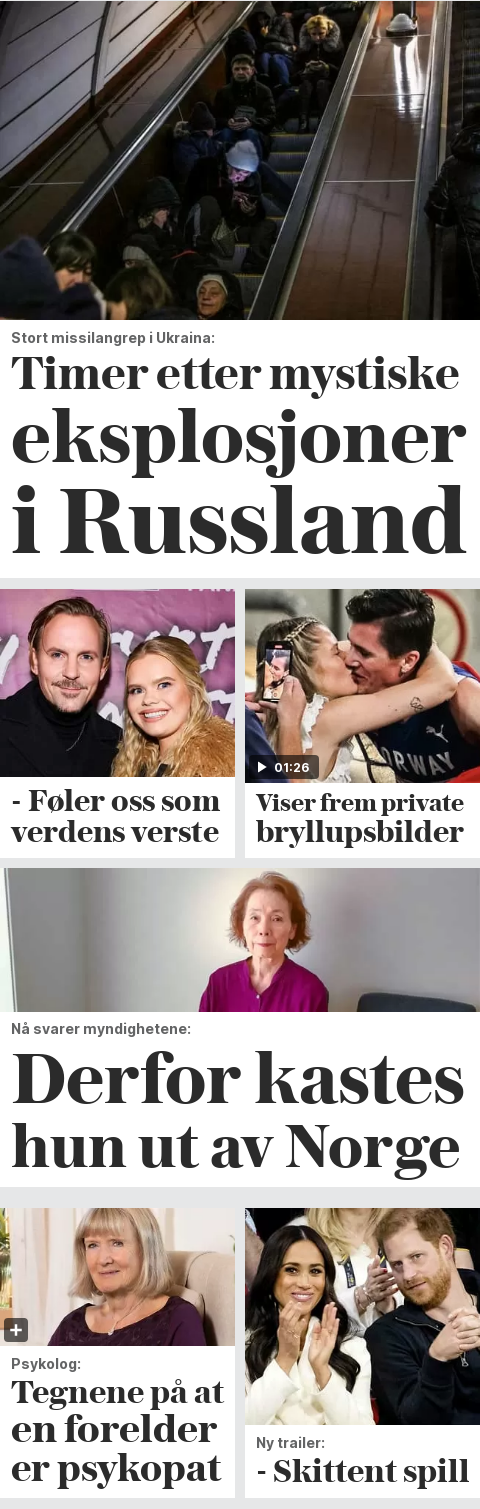 Stort missilangrep i Ukraina:
Timer etter mystiske
eksplosjoner
i Russland
- Føler oss som
verdens verste
01:26
NORWAY
Viser frem private
bryllupsbilder
Nå svarer myndighetene:
Derfor kastes
hun ut av Norge
Psykolog:
Tegnene på at
en forelder
er psykopat
Ny trailer:
- Skittent spill